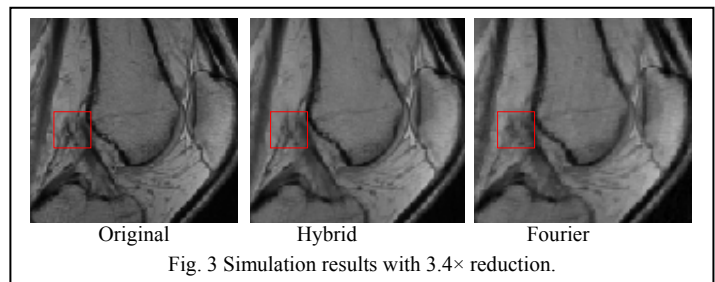 Original Hybrid Fourier
Fig. 3 Simulation results with 3.4× reduction.